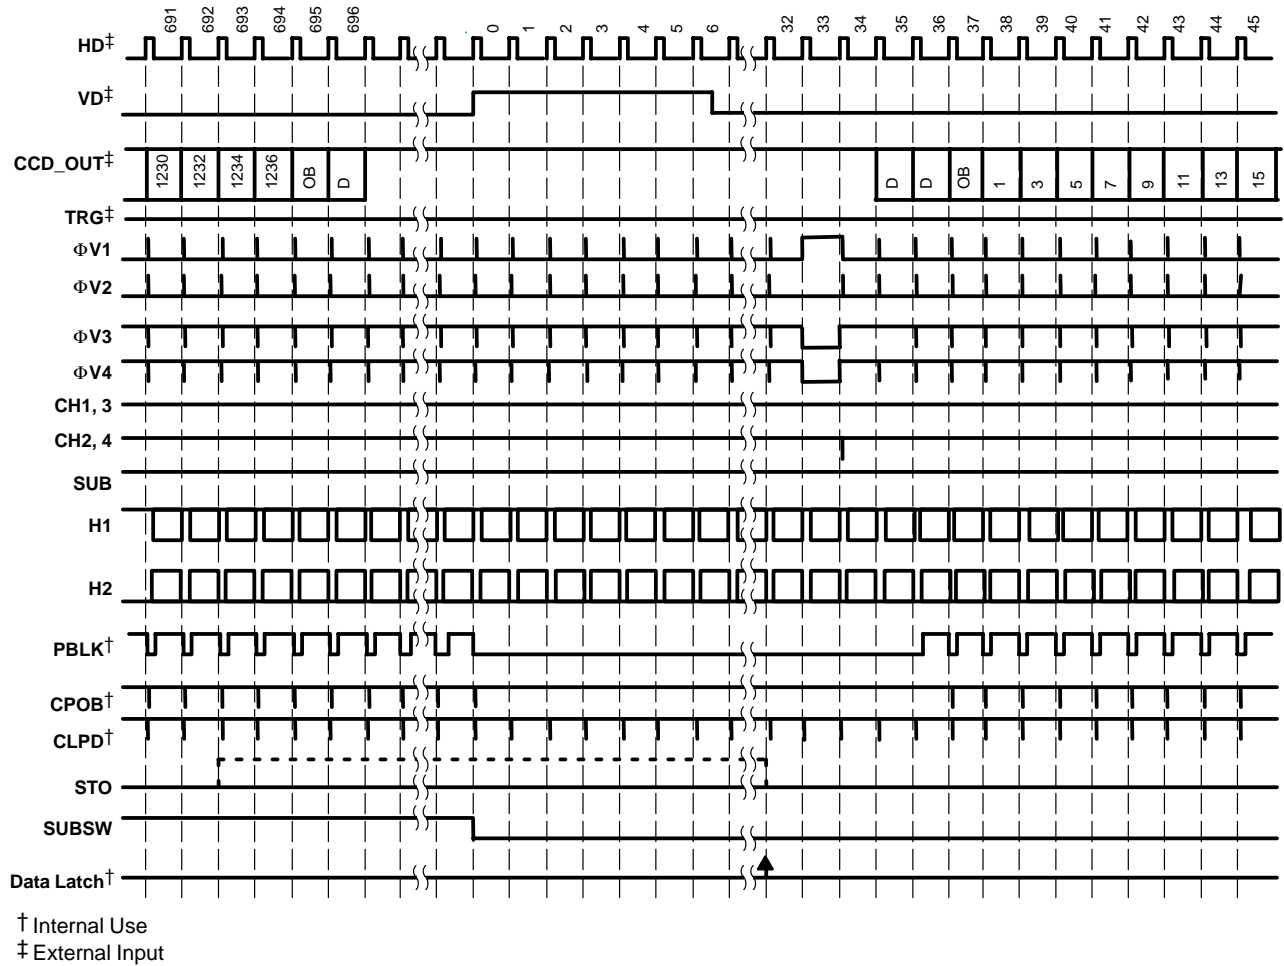 691 692 693 694 695 696 0 1 2 3 4 5 6 32 33 34 35 36 37 38 39 40 41 42 43 44 45
HD‡
VD‡
CCD_OUT‡ 1230 1232 1234 1236 OB D D D OB 1 3 5 7 9 11 13 15
TRG‡
ΦV1
ΦV2
ΦV3
ΦV4
CH1, 3
CH2, 4
SUB
H1
H2
PBLK†
CPOB†
CLPD†
STO
SUBSW
Data Latch†
† Internal Use
‡ External Input